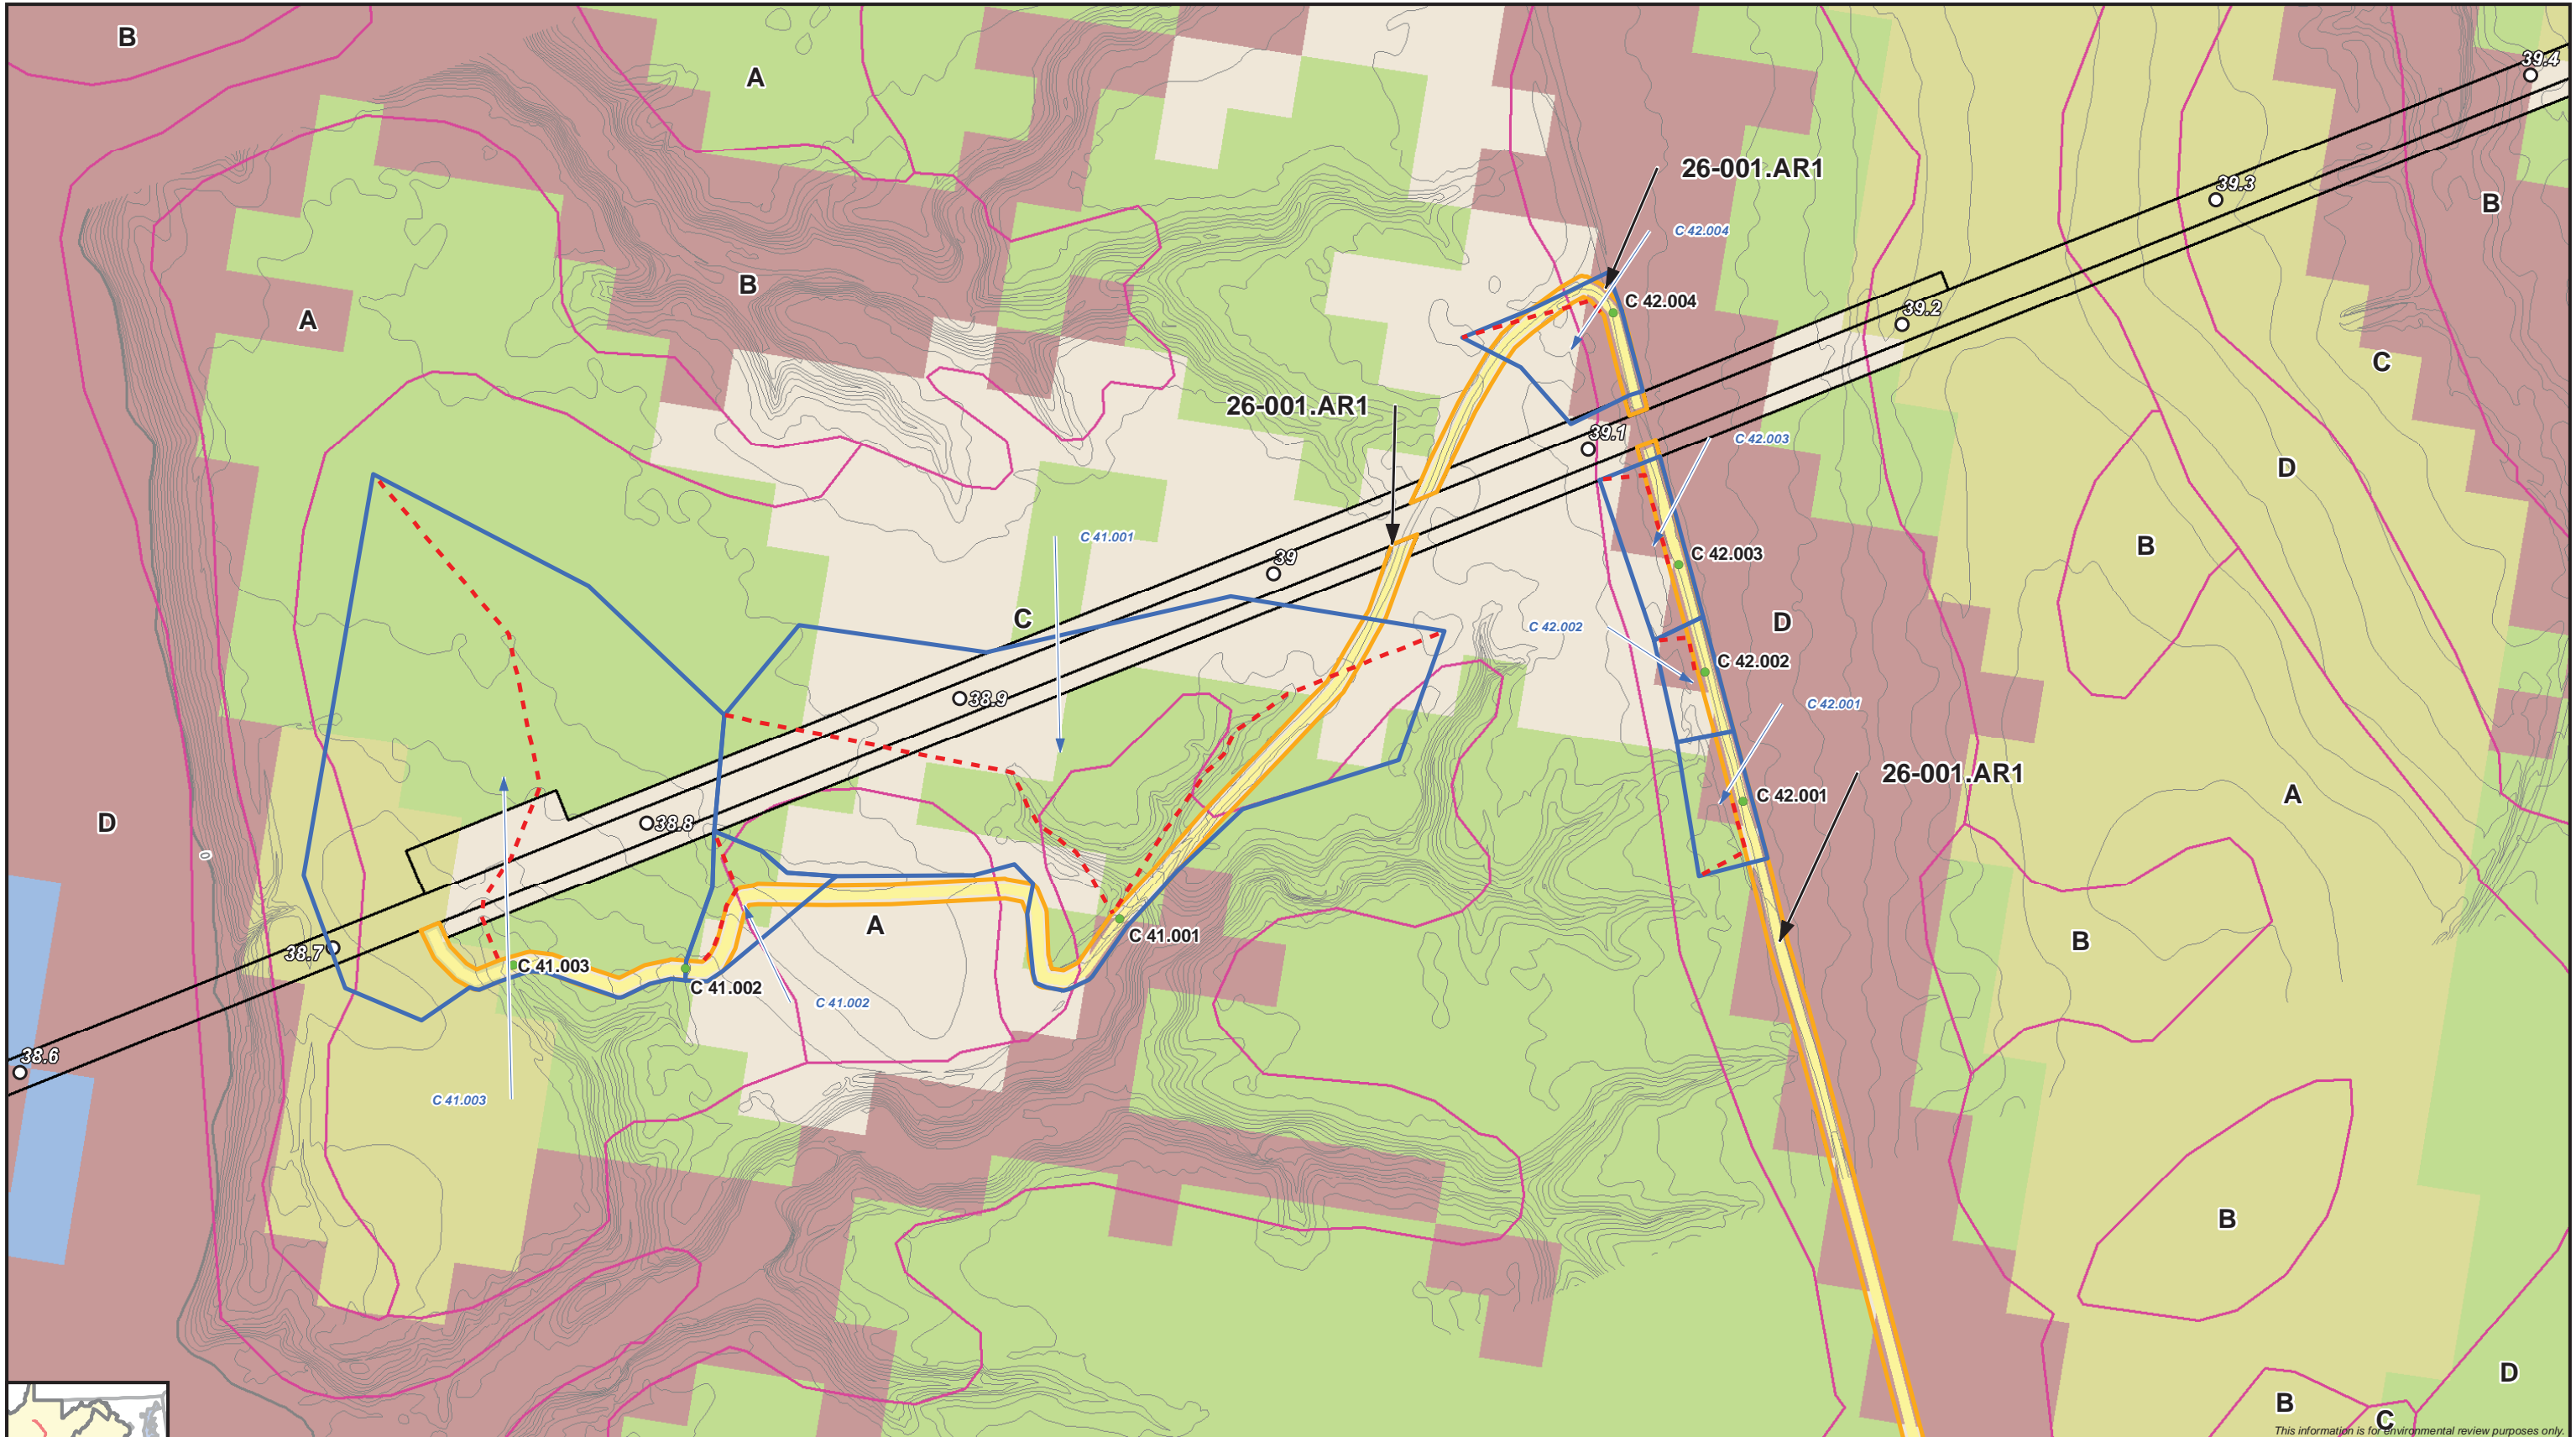 B
39.4
A
26-001.AR1
39.3
B
C 42.004
B
C 42.004
39.2
A
C
26-001.AR1
39.1
C 42.003
D
C 41.001
B
39
C 42.003
C
D
C 42.002
C 42.002
38.9
C 42.001
26-001.AR1
C 42.001
A
D
38.8
A
C 41.001
B
38.7
C 41.003
C 41.002
C 41.002
38.6
C 41.003
B
D
B
C
This information is for environmental review purposes only.
0